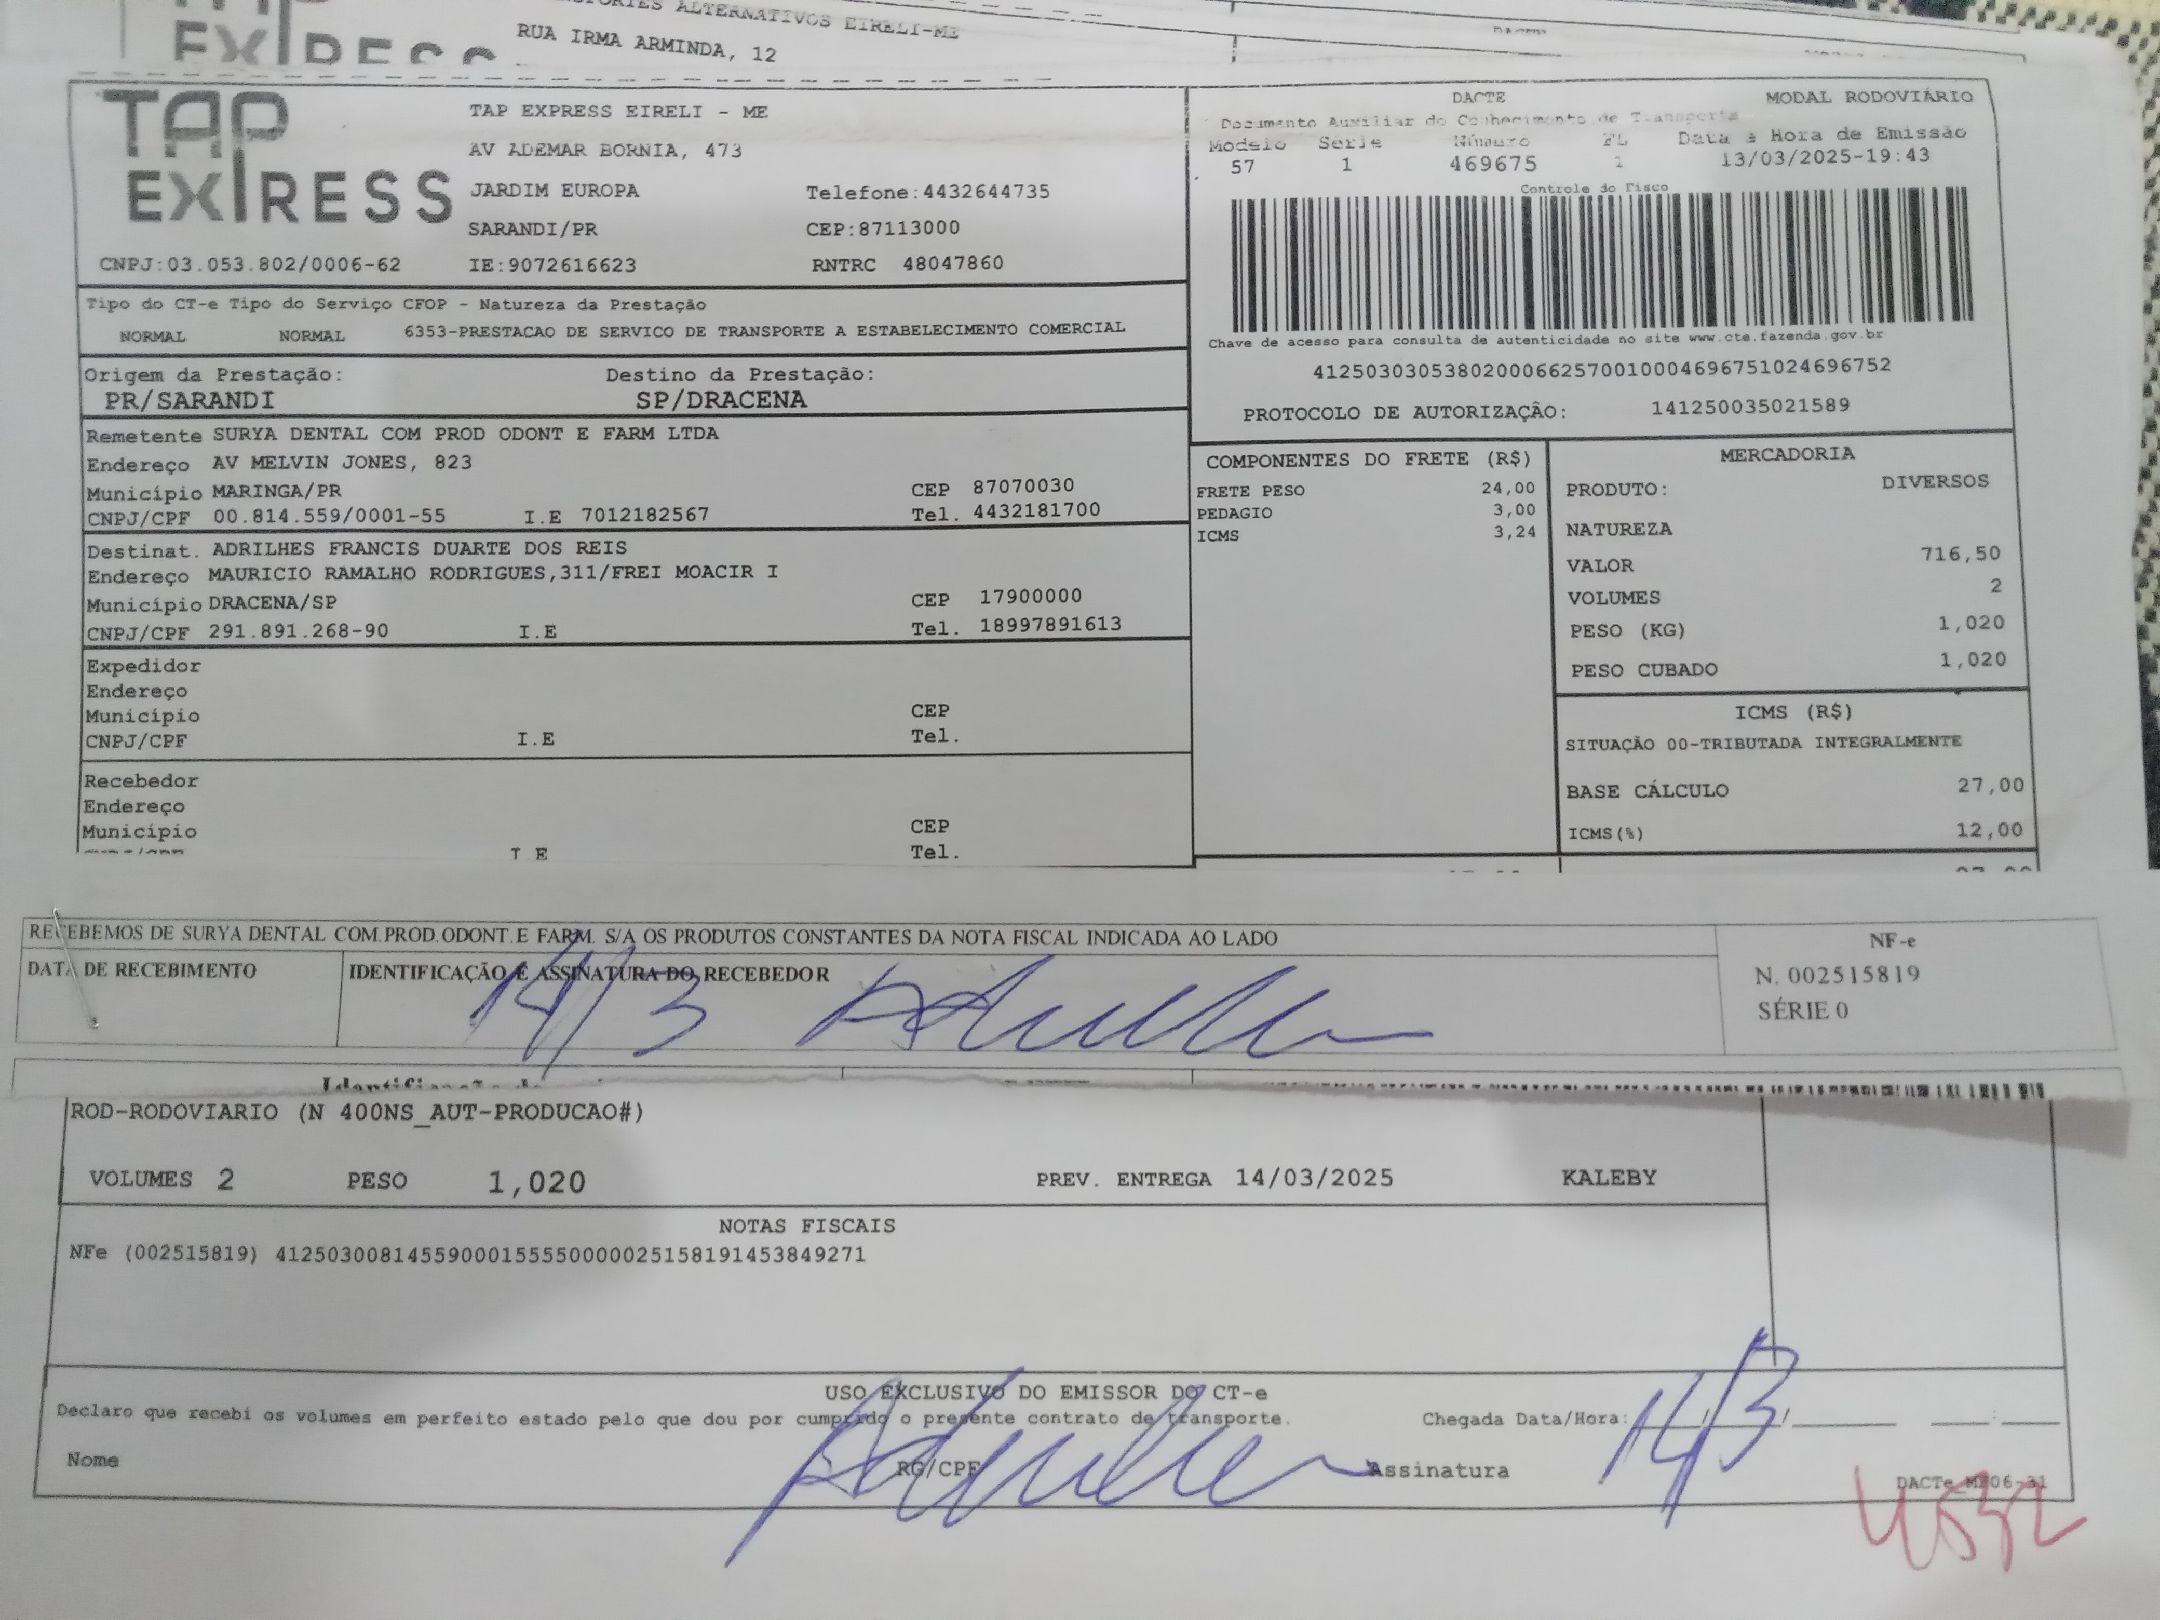 RUA IRMA ARMINDA, 12
TAP EXPRESS
TAP EXPRESS EIRELI - ME
AV ADEMAR BORNIA, 473
JARDIM EUROPA Telefone:4432644735
SARANDI/PR CEP:87113000
CNPJ:03.053.802/0006-62 IE:9072616623 RNTRC 48047860
DACTE MODAL RODOVIÁRIO
Documento Auxiliar do Conhecimento de Transporte
Modelo Série Número FL Data e Hora de Emissão
57 1 469675 1 13/03/2025-19:43
Controle do Fisco
Chave de acesso para consulta de autenticidade no site www.cte.fazenda.gov.br
41250303053802000662570010004696751024696752
PROTOCOLO DE AUTORIZAÇÃO: 141250035021589
Tipo do CT-e Tipo do Serviço CFOP - Natureza da Prestação
NORMAL NORMAL 6353-PRESTACAO DE SERVICO DE TRANSPORTE A ESTABELECIMENTO COMERCIAL
Origem da Prestação: Destino da Prestação:
PR/SARANDI SP/DRACENA
Remetente SURYA DENTAL COM PROD ODONT E FARM LTDA
Endereço AV MELVIN JONES, 823
Município MARINGA/PR CEP 87070030
CNPJ/CPF 00.814.559/0001-55 I.E 7012182567 Tel. 4432181700
Destinat. ADRILHES FRANCIS DUARTE DOS REIS
Endereço MAURICIO RAMALHO RODRIGUES,311/FREI MOACIR I
Município DRACENA/SP CEP 17900000
CNPJ/CPF 291.891.268-90 I.E Tel. 18997891613
Expedidor
Endereço
Município CEP
CNPJ/CPF I.E Tel.
Recebedor
Endereço
Município CEP
I E Tel.
COMPONENTES DO FRETE (R$)
FRETE PESO 24,00
PEDAGIO 3,00
ICMS 3,24
MERCADORIA
PRODUTO: DIVERSOS
NATUREZA
VALOR 716,50
VOLUMES 2
PESO (KG) 1,020
PESO CUBADO 1,020
ICMS (R$)
SITUAÇÃO 00-TRIBUTADA INTEGRALMENTE
BASE CÁLCULO 27,00
ICMS(%) 12,00
RECEBEMOS DE SURYA DENTAL COM.PROD.ODONT.E FARM. S/A OS PRODUTOS CONSTANTES DA NOTA FISCAL INDICADA AO LADO
DATA DE RECEBIMENTO IDENTIFICAÇÃO E ASSINATURA DO RECEBEDOR
14/3
NF-e
N. 002515819
SÉRIE 0
ROD-RODOVIARIO (N 400NS_AUT-PRODUCAO#)
VOLUMES 2 PESO 1,020 PREV. ENTREGA 14/03/2025 KALEBY
NOTAS FISCAIS
NFe (002515819) 41250300814559000155550000025158191453849271
USO EXCLUSIVO DO EMISSOR DO CT-e
Declaro que recebi os volumes em perfeito estado pelo que dou por cumprido o presente contrato de transporte. Chegada Data/Hora: 14/3
Nome RG/CPF Assinatura